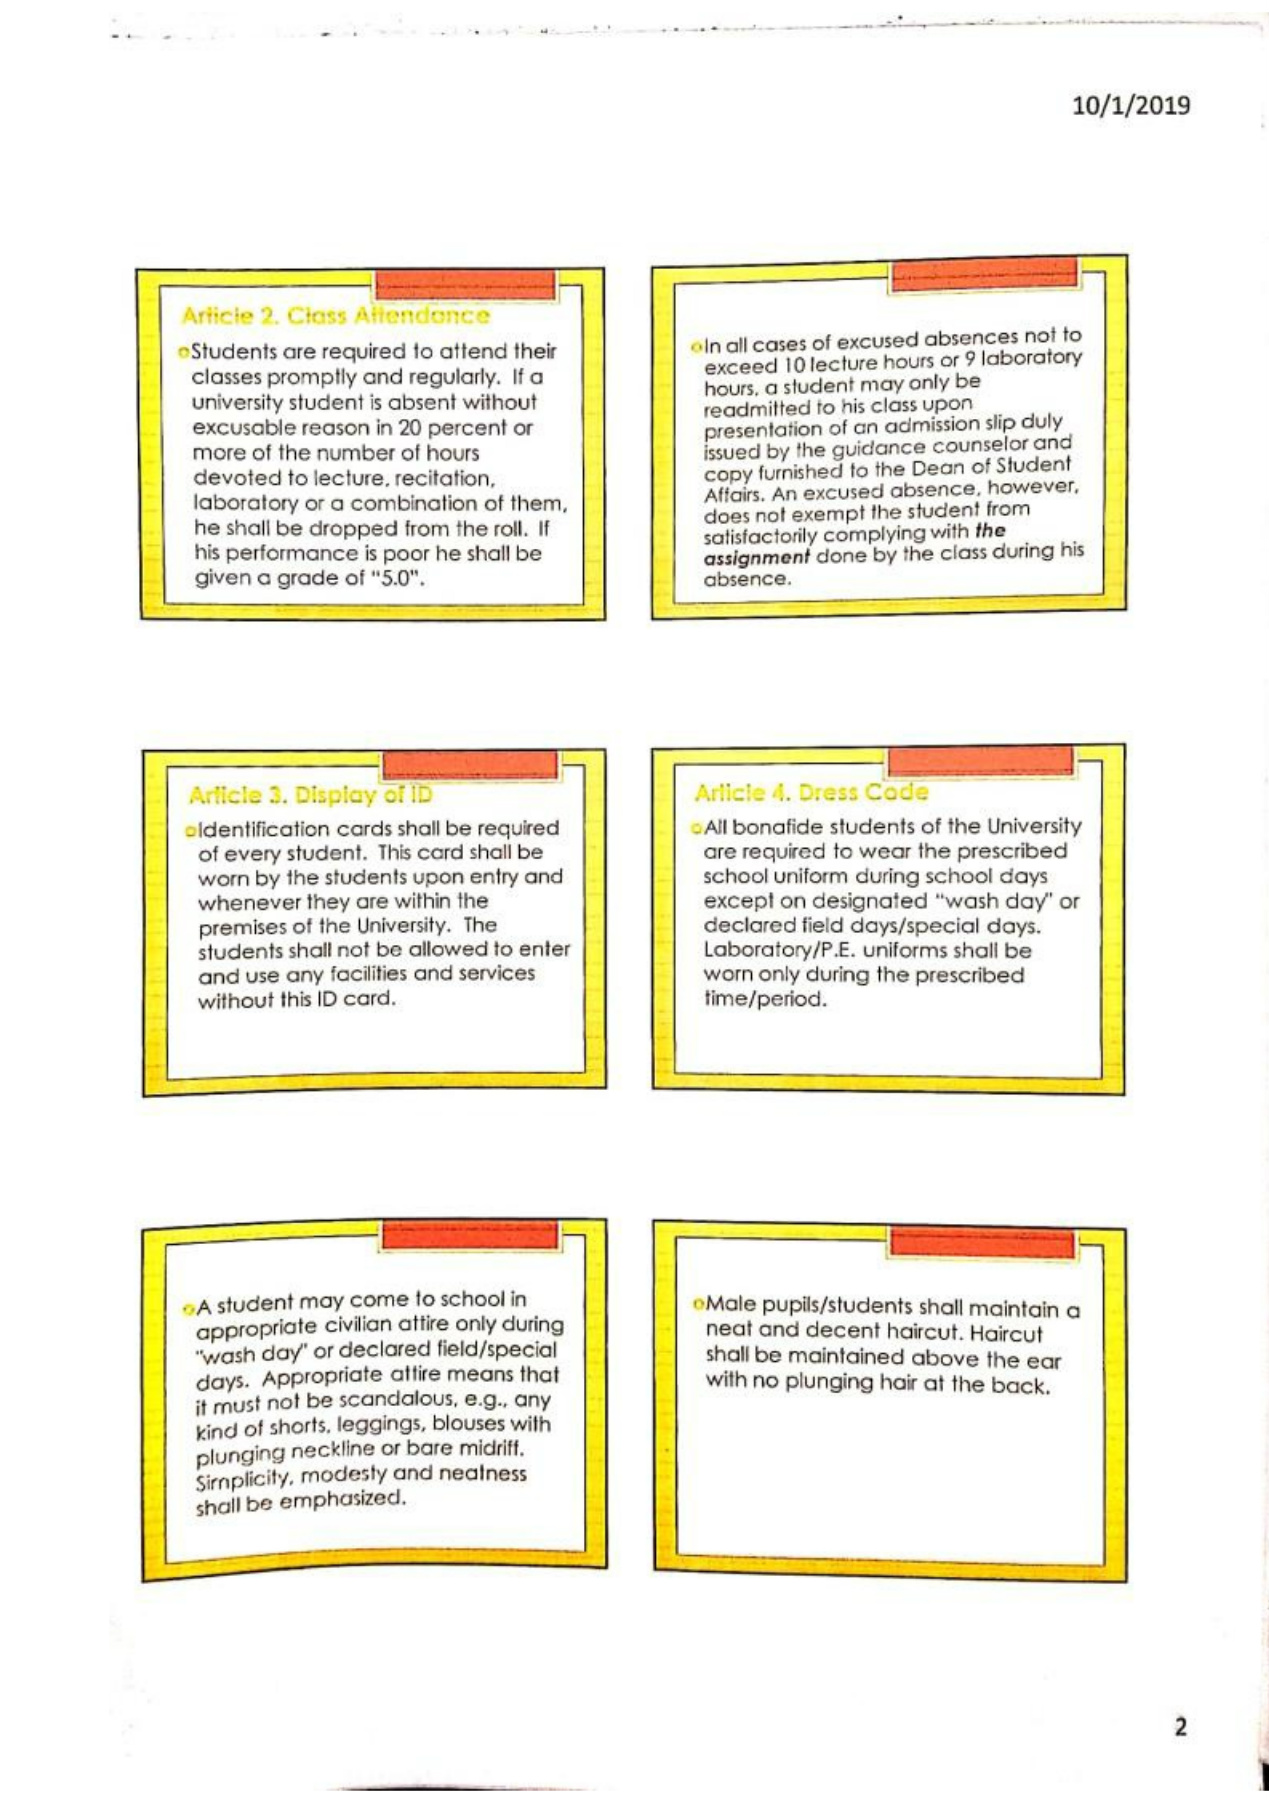 10/1/2019
Article 2. Class Attendance
Students are required to attend their
classes promptly and regularly. If a
university student is absent without
excusable reason in 20 percent or
more of the number of hours
devoted to lecture, recitation,
laboratory or a combination of them,
he shall be dropped from the roll. If
his performance is poor he shall be
given a grade of "5.0".
In all cases of excused absences not to
exceed 10 lecture hours or 9 laboratory
hours, a student may only be
readmitted to his class upon
presentation of an admission slip duly
issued by the guidance counselor and
copy furnished to the Dean of Student
Affairs. An excused absence, however,
does not exempt the student from
satisfactorily complying with the
assignment done by the class during his
absence.
Article 3. Display of ID
Identification cards shall be required
of every student. This card shall be
worn by the students upon entry and
whenever they are within the
premises of the University. The
students shall not be allowed to enter
and use any facilities and services
without this ID card.
Article 4. Dress Code
All bonafide students of the University
are required to wear the prescribed
school uniform during school days
except on designated "wash day" or
declared field days/special days.
Laboratory/P.E. uniforms shall be
worn only during the prescribed
time/period.
A student may come to school in
appropriate civilian attire only during
"wash day" or declared field/special
days. Appropriate attire means that
it must not be scandalous, e.g., any
kind of shorts, leggings, blouses with
plunging neckline or bare midriff.
Simplicity, modesty and neatness
shall be emphasized.
Male pupils/students shall maintain a
neat and decent haircut. Haircut
shall be maintained above the ear
with no plunging hair at the back.
2